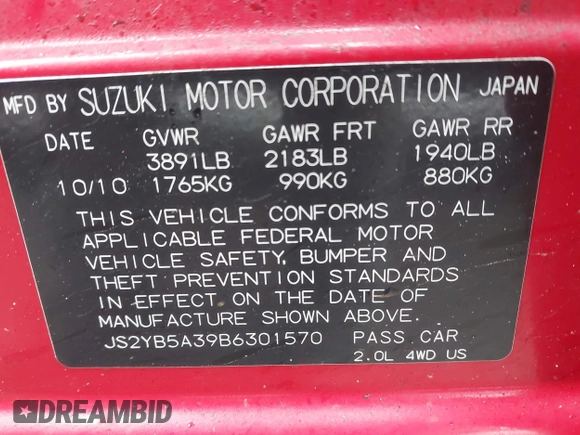 MFD BY SUZUKI MOTOR CORPORATION JAPAN
DATE GVWR GAWR FRT GAWR RR
3891LB 2183LB 1940LB
10/10 1765KG 990KG 880KG
THIS VEHICLE CONFORMS TO ALL
APPLICABLE FEDERAL MOTOR
VEHICLE SAFETY, BUMPER AND
THEFT PREVENTION STANDARDS
IN EFFECT ON THE DATE OF
MANUFACTURE SHOWN ABOVE.
JS2YB5A39B6301570 PASS. CAR
2.0L 4WD US
DREAMBID